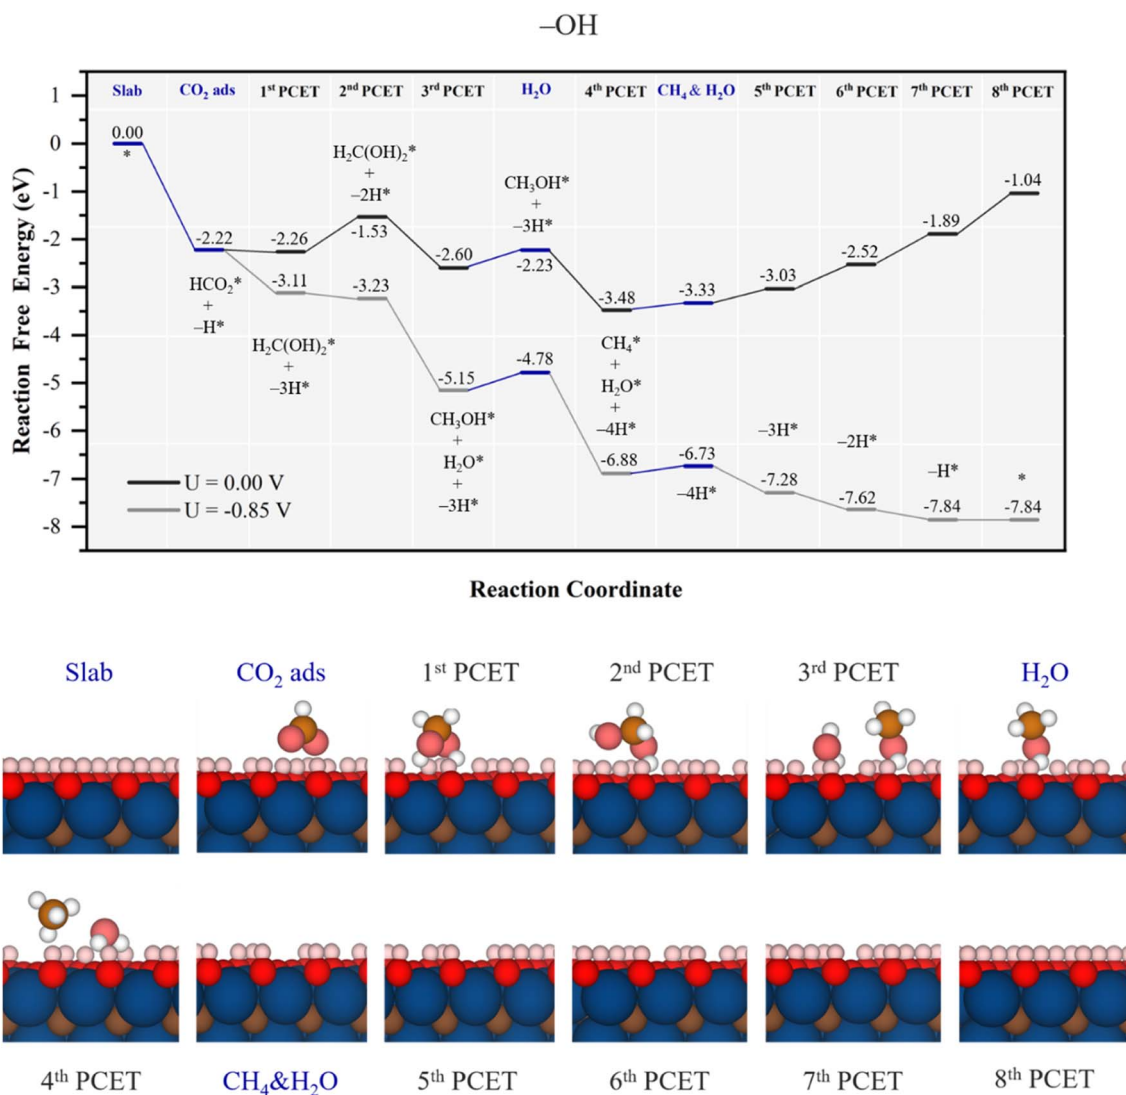 –OH
Slab CO₂ ads 1ˢᵗ PCET 2ⁿᵈ PCET 3ʳᵈ PCET H₂O 4ᵗʰ PCET CH₄ & H₂O 5ᵗʰ PCET 6ᵗʰ PCET 7ᵗʰ PCET 8ᵗʰ PCET
Reaction Free Energy (eV)
1
0
-1
-2
-3
-4
-5
-6
-7
-8
0.00
*
-2.22
-2.26
-1.53
-2.60
-2.23
-3.48
-3.33
-3.03
-2.52
-1.89
-1.04
H₂C(OH)₂*
+
–2H*
CH₃OH*
+
–3H*
HCO₂*
+
–H*
-3.11
-3.23
-5.15
-4.78
-6.88
-6.73
-7.28
-7.62
-7.84
-7.84
H₂C(OH)₂*
+
–3H*
CH₃OH*
+
H₂O*
+
–3H*
CH₄*
+
H₂O*
+
–4H*
–4H*
–3H*
–2H*
–H*
*
U = 0.00 V
U = -0.85 V
Reaction Coordinate
Slab CO₂ ads 1ˢᵗ PCET 2ⁿᵈ PCET 3ʳᵈ PCET H₂O
4ᵗʰ PCET CH₄&H₂O 5ᵗʰ PCET 6ᵗʰ PCET 7ᵗʰ PCET 8ᵗʰ PCET